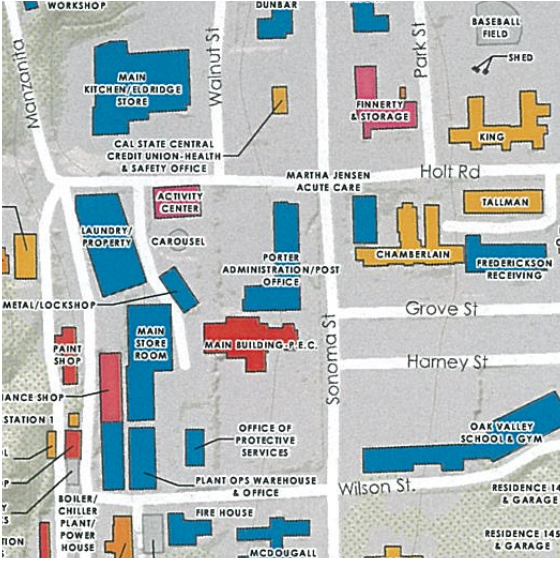 WORKSHOP
DUNBAR
BASEBALL
FIELD
SHED
Manzanita
Walnut St
Park St
MAIN
KITCHEN/ELDRIDGE
STORE
FINNERTY
& STORAGE
KING
CAL STATE CENTRAL
CREDIT UNION-HEALTH
& SAFETY OFFICE
MARTHA JENSEN
ACUTE CARE
Holt Rd
ACTIVITY
CENTER
TALLMAN
LAUNDRY/
PROPERTY
CAROUSEL
PORTER
ADMINISTRATION/POST
OFFICE
CHAMBERLAIN
FREDERICKSON
RECEIVING
METAL/LOCKSHOP
Grove St
MAIN
STORE
ROOM
MAIN BUILDING-P.E.C.
Sonoma St
PAINT
SHOP
Harney St
NANCE SHOP
STATION 1
OFFICE OF
PROTECTIVE
SERVICES
OAK VALLEY
SCHOOL & GYM
PLANT OPS WAREHOUSE
& OFFICE
Wilson St.
RESIDENCE 14
& GARAGE
BOILER/
CHILLER
PLANT/
POWER
HOUSE
FIRE HOUSE
MCDOUGALL
RESIDENCE 145
& GARAGE